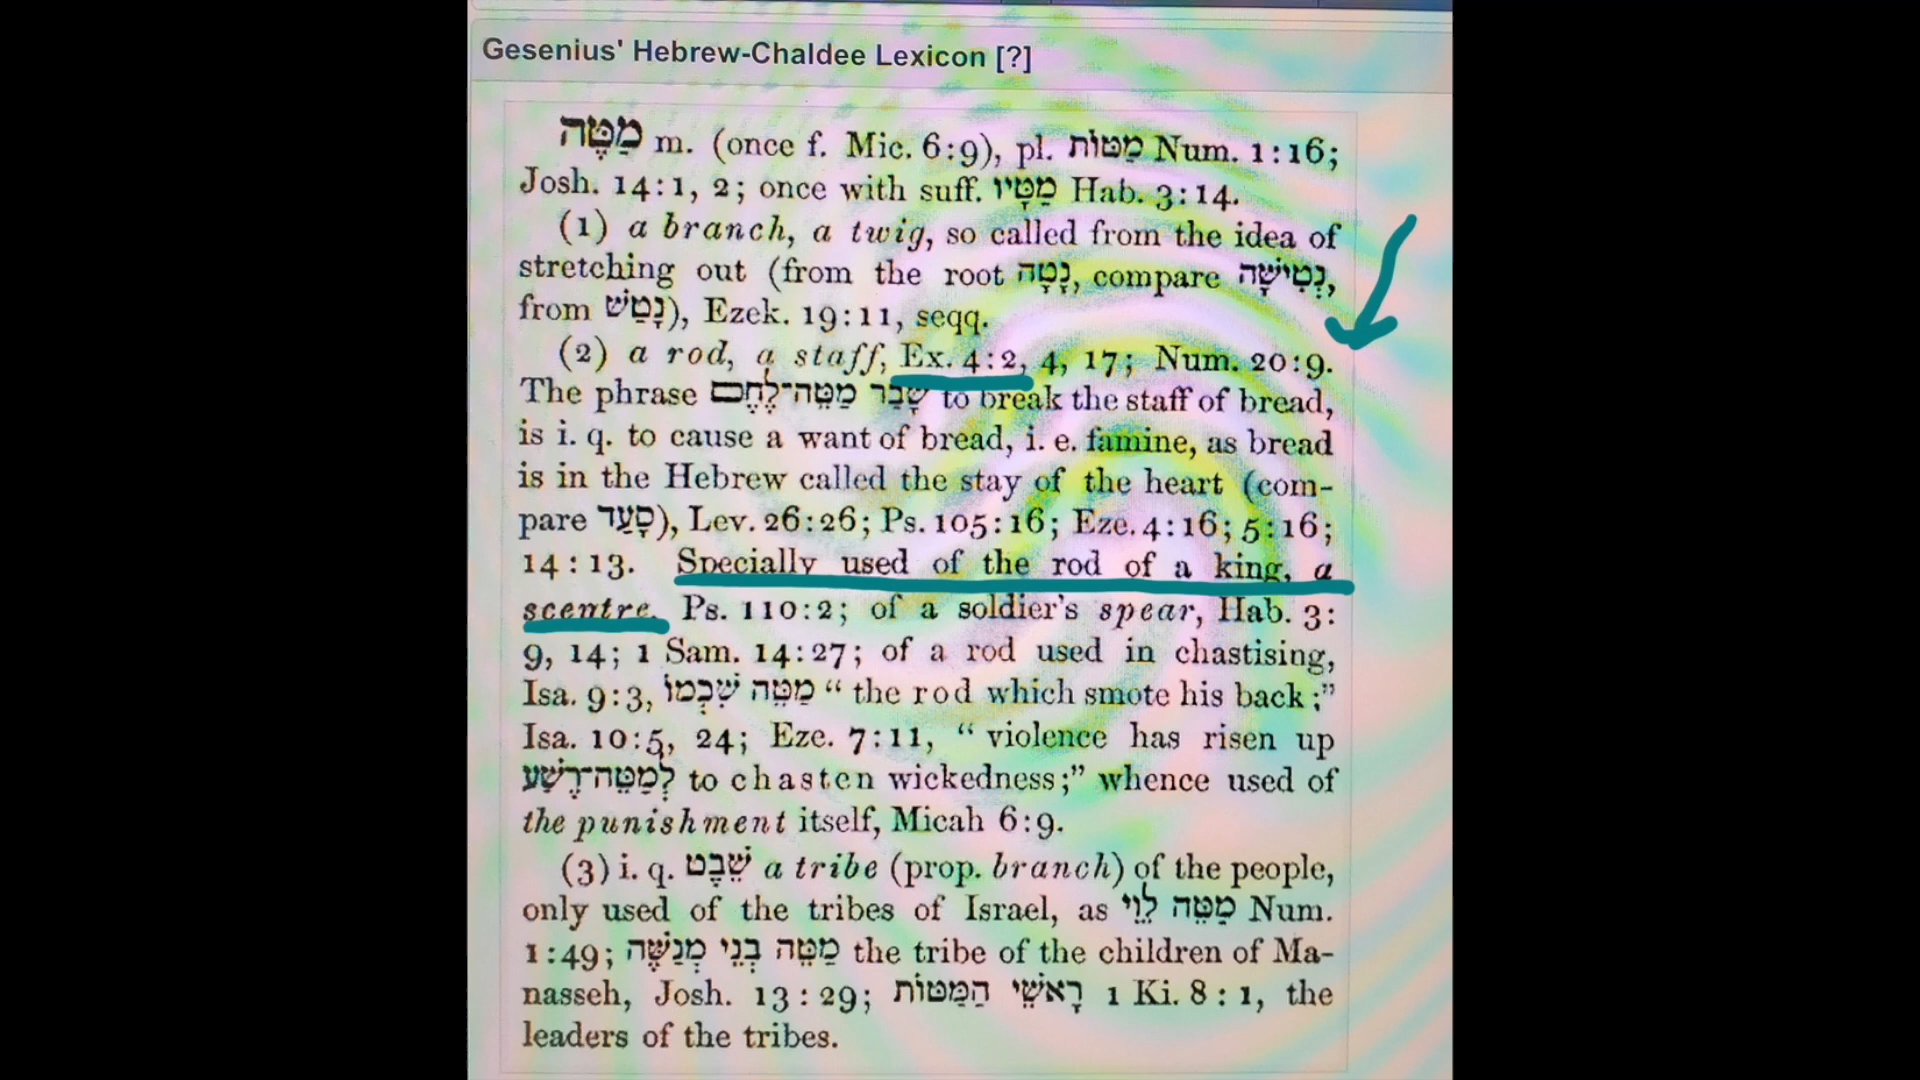 Gesenius' Hebrew-Chaldee Lexicon [?]
מַטֶּה m. (once f. Mic. 6:9), pl. מַטּוֹת Num. 1:16;
Josh. 14:1, 2; once with suff. מַטָּיו Hab. 3:14.
(1) a branch, a twig, so called from the idea of
stretching out (from the root נָטָה, compare נְטִישָׁה,
from נָטַשׁ), Ezek. 19:11, seqq.
(2) a rod, a staff, Ex. 4:2, 4, 17; Num. 20:9.
The phrase שָׁבַר מַטֵּה־לֶחֶם to break the staff of bread,
is i. q. to cause a want of bread, i. e. famine, as bread
is in the Hebrew called the stay of the heart (com-
pare סָעַד), Lev. 26:26; Ps. 105:16; Eze. 4:16; 5:16;
14:13. Specially used of the rod of a king, a
sceptre, Ps. 110:2; of a soldier's spear, Hab. 3:
9, 14; 1 Sam. 14:27; of a rod used in chastising,
Isa. 9:3, מַטֵּה שִׁכְמוֹ “ the rod which smote his back ;”
Isa. 10:5, 24; Eze. 7:11, “ violence has risen up
לְמַטֵּה־רֶשַׁע to chasten wickedness;” whence used of
the punishment itself, Micah 6:9.
(3) i. q. שֵׁבֶט a tribe (prop. branch) of the people,
only used of the tribes of Israel, as מַטֵּה לֵוִי Num.
1:49; מַטֵּה בְנֵי מְנַשֶּׁה the tribe of the children of Ma-
nasseh, Josh. 13:29; רָאשֵׁי הַמַּטּוֹת 1 Ki. 8:1, the
leaders of the tribes.